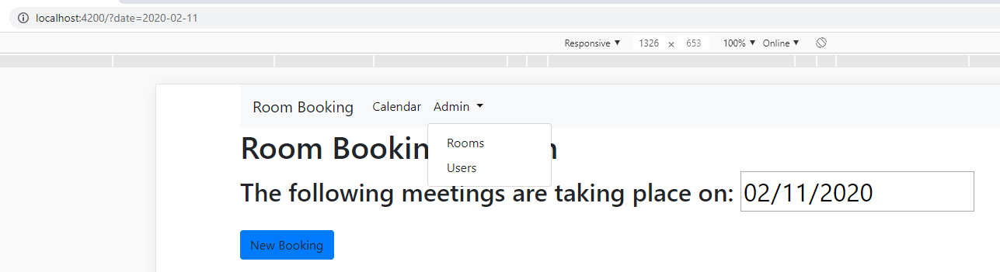 localhost:4200/?date=2020-02-11
Responsive ▼ 1326 x 653 100% ▼ Online ▼
Room Booking Calendar Admin
Rooms
Users
Room Bookin
The following meetings are taking place on: 02/11/2020
New Booking